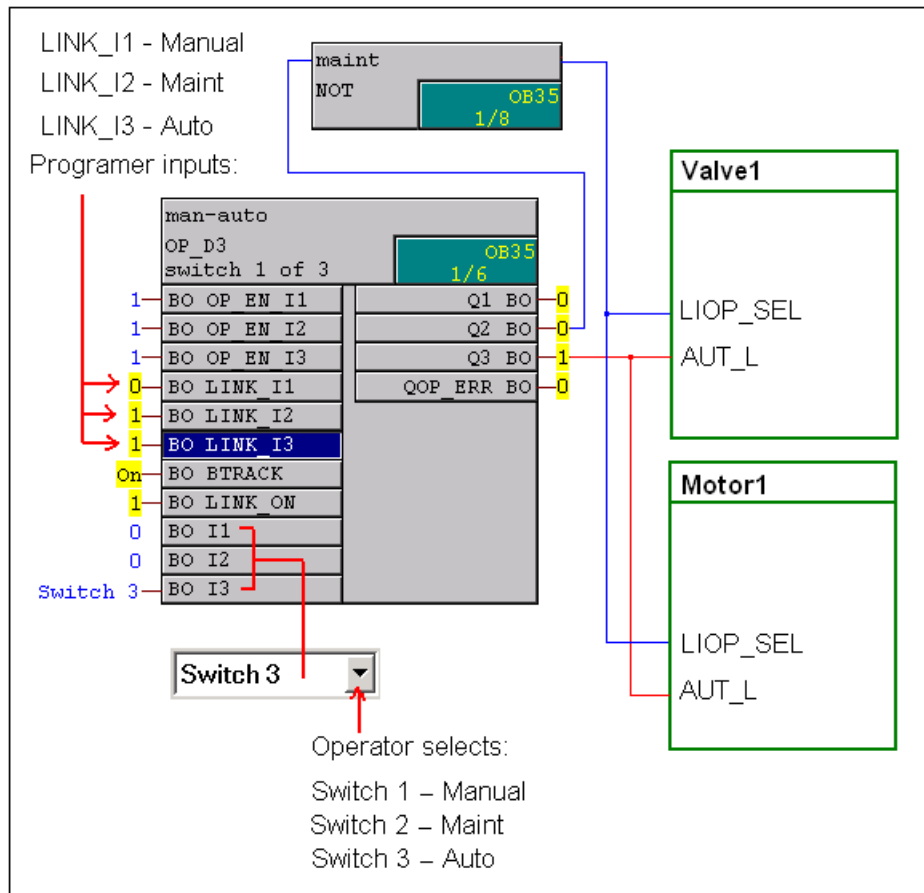 LINK_I1 - Manual
LINK_I2 - Maint
LINK_I3 - Auto
Programer inputs:
maint
NOT
OB35
1/8
man-auto
OP_D3
switch 1 of 3
OB35
1/6
1 BO OP_EN_I1 Q1 BO 0
1 BO OP_EN_I2 Q2 BO 0
1 BO OP_EN_I3 Q3 BO 1
0 BO LINK_I1 QOP_ERR BO 0
1 BO LINK_I2
1 BO LINK_I3
On BO BTRACK
1 BO LINK_ON
0 BO I1
0 BO I2
Switch 3 BO I3
Valve1
LIOP_SEL
AUT_L
Motor1
LIOP_SEL
AUT_L
Switch 3
Operator selects:
Switch 1 – Manual
Switch 2 – Maint
Switch 3 – Auto